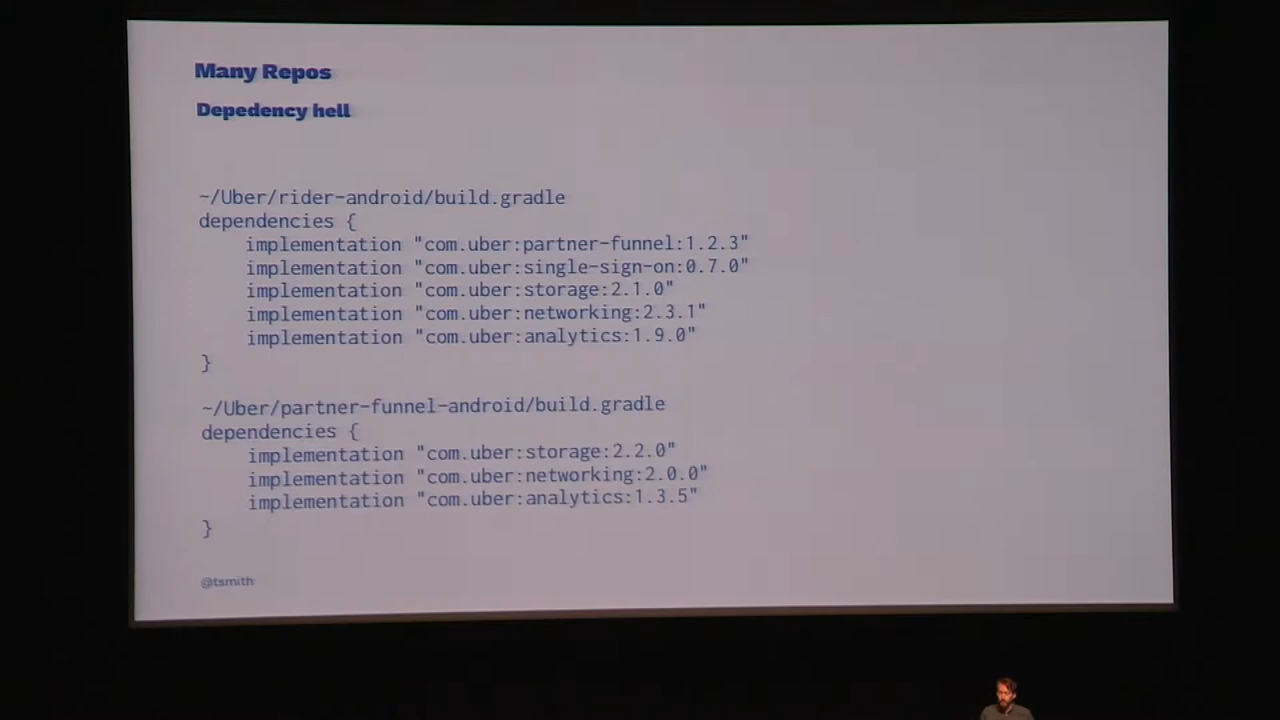 Many Repos
Depedency hell
~/Uber/rider-android/build.gradle
dependencies {
    implementation "com.uber:partner-funnel:1.2.3"
    implementation "com.uber:single-sign-on:0.7.0"
    implementation "com.uber:storage:2.1.0"
    implementation "com.uber:networking:2.3.1"
    implementation "com.uber:analytics:1.9.0"
}
~/Uber/partner-funnel-android/build.gradle
dependencies {
    implementation "com.uber:storage:2.2.0"
    implementation "com.uber:networking:2.0.0"
    implementation "com.uber:analytics:1.3.5"
}
@tsmith